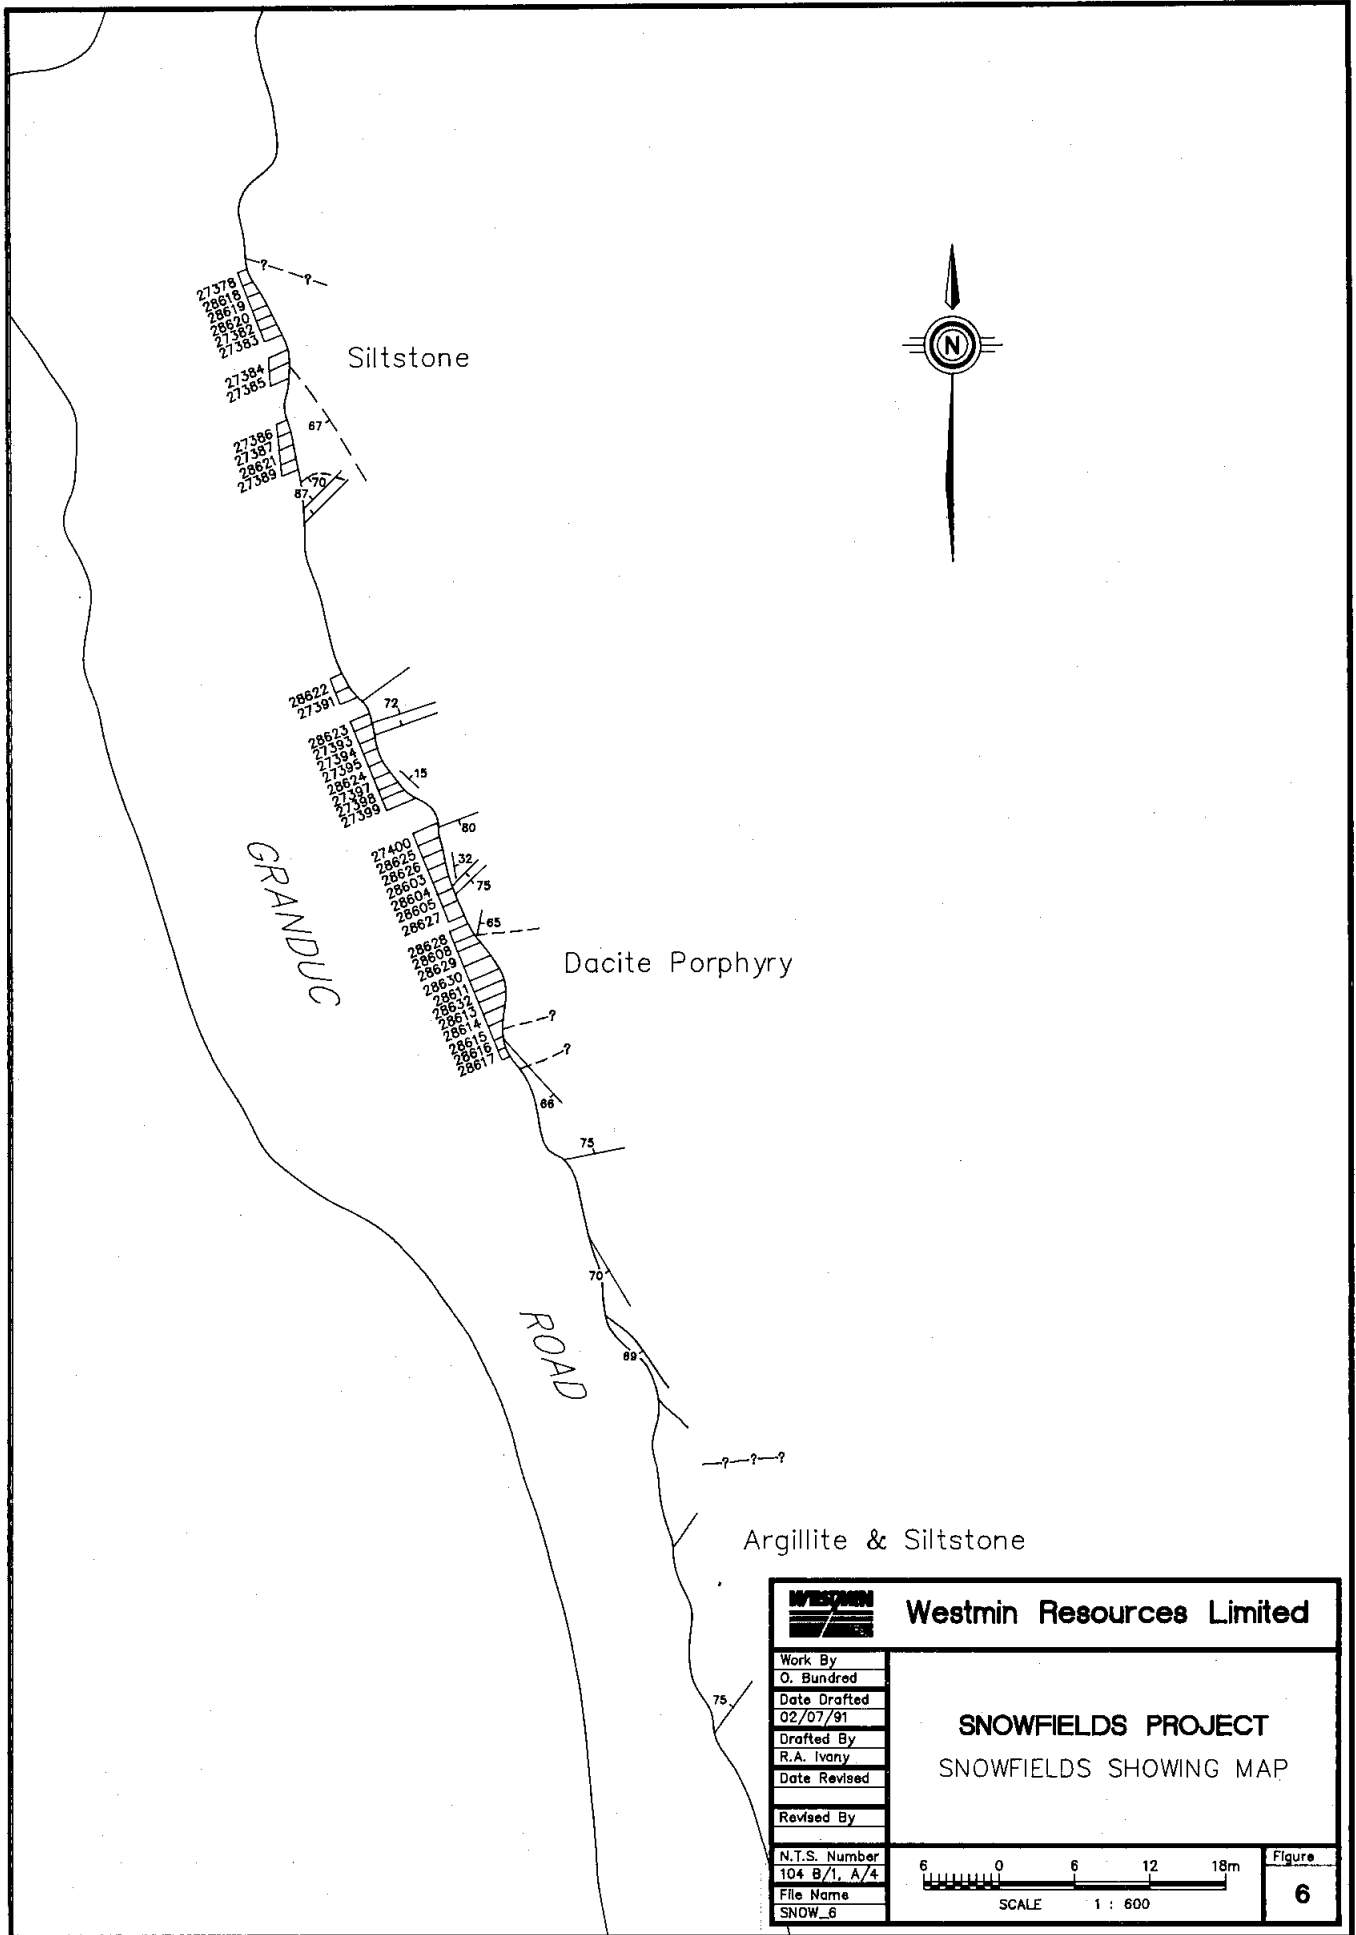 ?
?
27378
28618
28619
28620
27382
27383
Siltstone
N
27384
27385
67
27386
27387
28621
27389
70
87
28622
27391
72
28623
27393
27394
27395
28624
27397
27398
27399
15
80
27400
28625
28626
28603
28604
28605
28627
32
75
65
GRANDUC
28628
28608
28629
28630
28611
28632
28613
28614
28615
28616
28617
Dacite Porphyry
?
?
66
75
70
ROAD
69
?
?
?
Argillite & Siltstone
75
WESTMIN
Westmin Resources Limited
Work By
O. Bundred
Date Drafted
02/07/91
Drafted By
R.A. Ivany
Date Revised
Revised By
SNOWFIELDS PROJECT
SNOWFIELDS SHOWING MAP
N.T.S. Number
104 B/1, A/4
File Name
SNOW_6
6 0 6 12 18m
SCALE 1 : 600
Figure
6